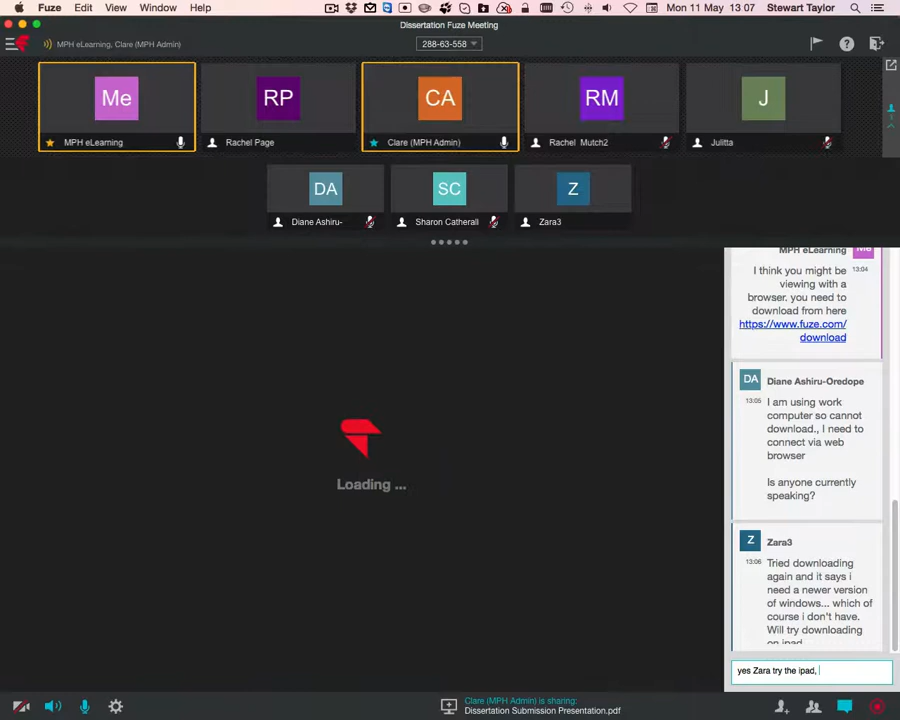 Fuze Edit View Window Help
Mon 11 May 13:07 Stewart Taylor
Dissertation Fuze Meeting
MPH eLearning, Clare (MPH Admin)
288-63-558
Me
RP
CA
RM
J
MPH eLearning
Rachel Page
Clare (MPH Admin)
Rachel Mutch2
Julitta
DA
SC
Z
Diane Ashiru-
Sharon Catherall
Zara3
MPH eLearning
I think you might be
13:04
viewing with a
browser. you need to
download from here
https://www.fuze.com/
download
DA
Diane Ashiru-Oredope
13:05
I am using work
computer so cannot
download., I need to
connect via web
browser
Is anyone currently
speaking?
Z
Zara3
13:06
Tried downloading
again and it says i
need a newer version
of windows... which of
course i don't have.
Will try downloading
on ipad
yes Zara try the ipad,
Loading ...
Clare (MPH Admin) is sharing:
Dissertation Submission Presentation.pdf